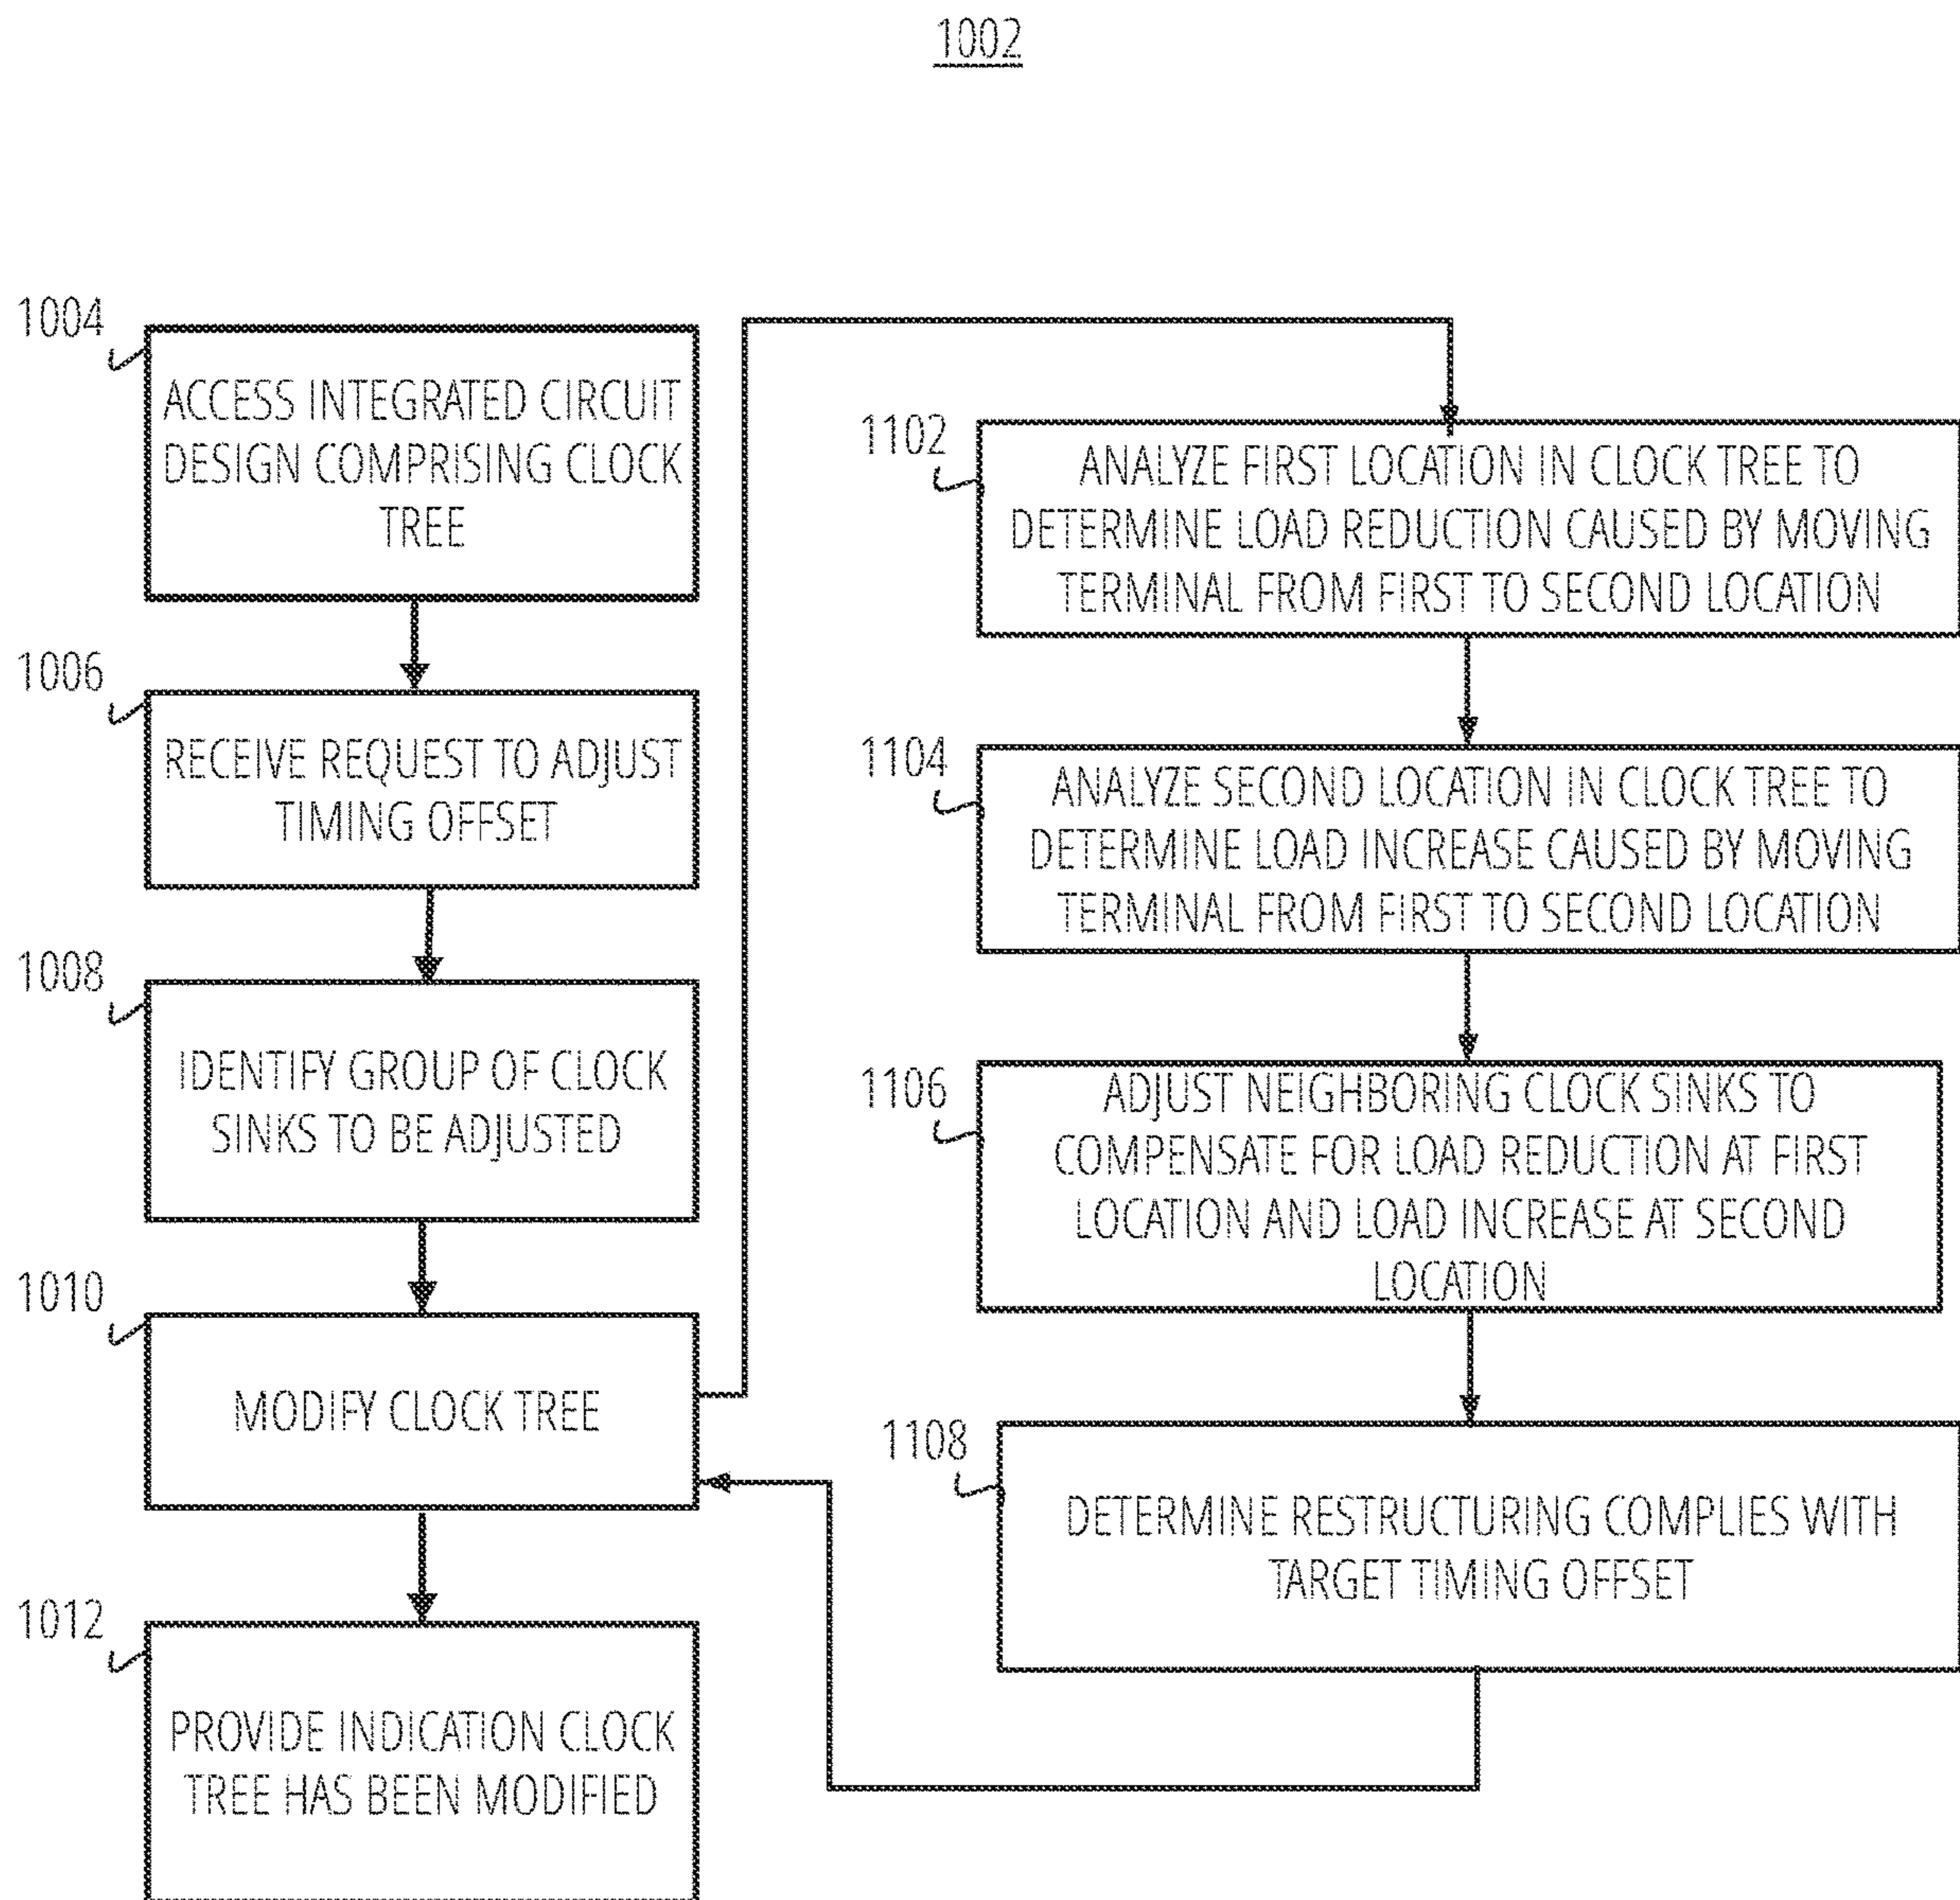 1002
1004
ACCESS INTEGRATED CIRCUIT
DESIGN COMPRISING CLOCK
TREE
1006
RECEIVE REQUEST TO ADJUST
TIMING OFFSET
1008
IDENTIFY GROUP OF CLOCK
SINKS TO BE ADJUSTED
1010
MODIFY CLOCK TREE
1012
PROVIDE INDICATION CLOCK
TREE HAS BEEN MODIFIED
1102
ANALYZE FIRST LOCATION IN CLOCK TREE TO
DETERMINE LOAD REDUCTION CAUSED BY MOVING
TERMINAL FROM FIRST TO SECOND LOCATION
1104
ANALYZE SECOND LOCATION IN CLOCK TREE TO
DETERMINE LOAD INCREASE CAUSED BY MOVING
TERMINAL FROM FIRST TO SECOND LOCATION
1106
ADJUST NEIGHBORING CLOCK SINKS TO
COMPENSATE FOR LOAD REDUCTION AT FIRST
LOCATION AND LOAD INCREASE AT SECOND
LOCATION
1108
DETERMINE RESTRUCTURING COMPLIES WITH
TARGET TIMING OFFSET